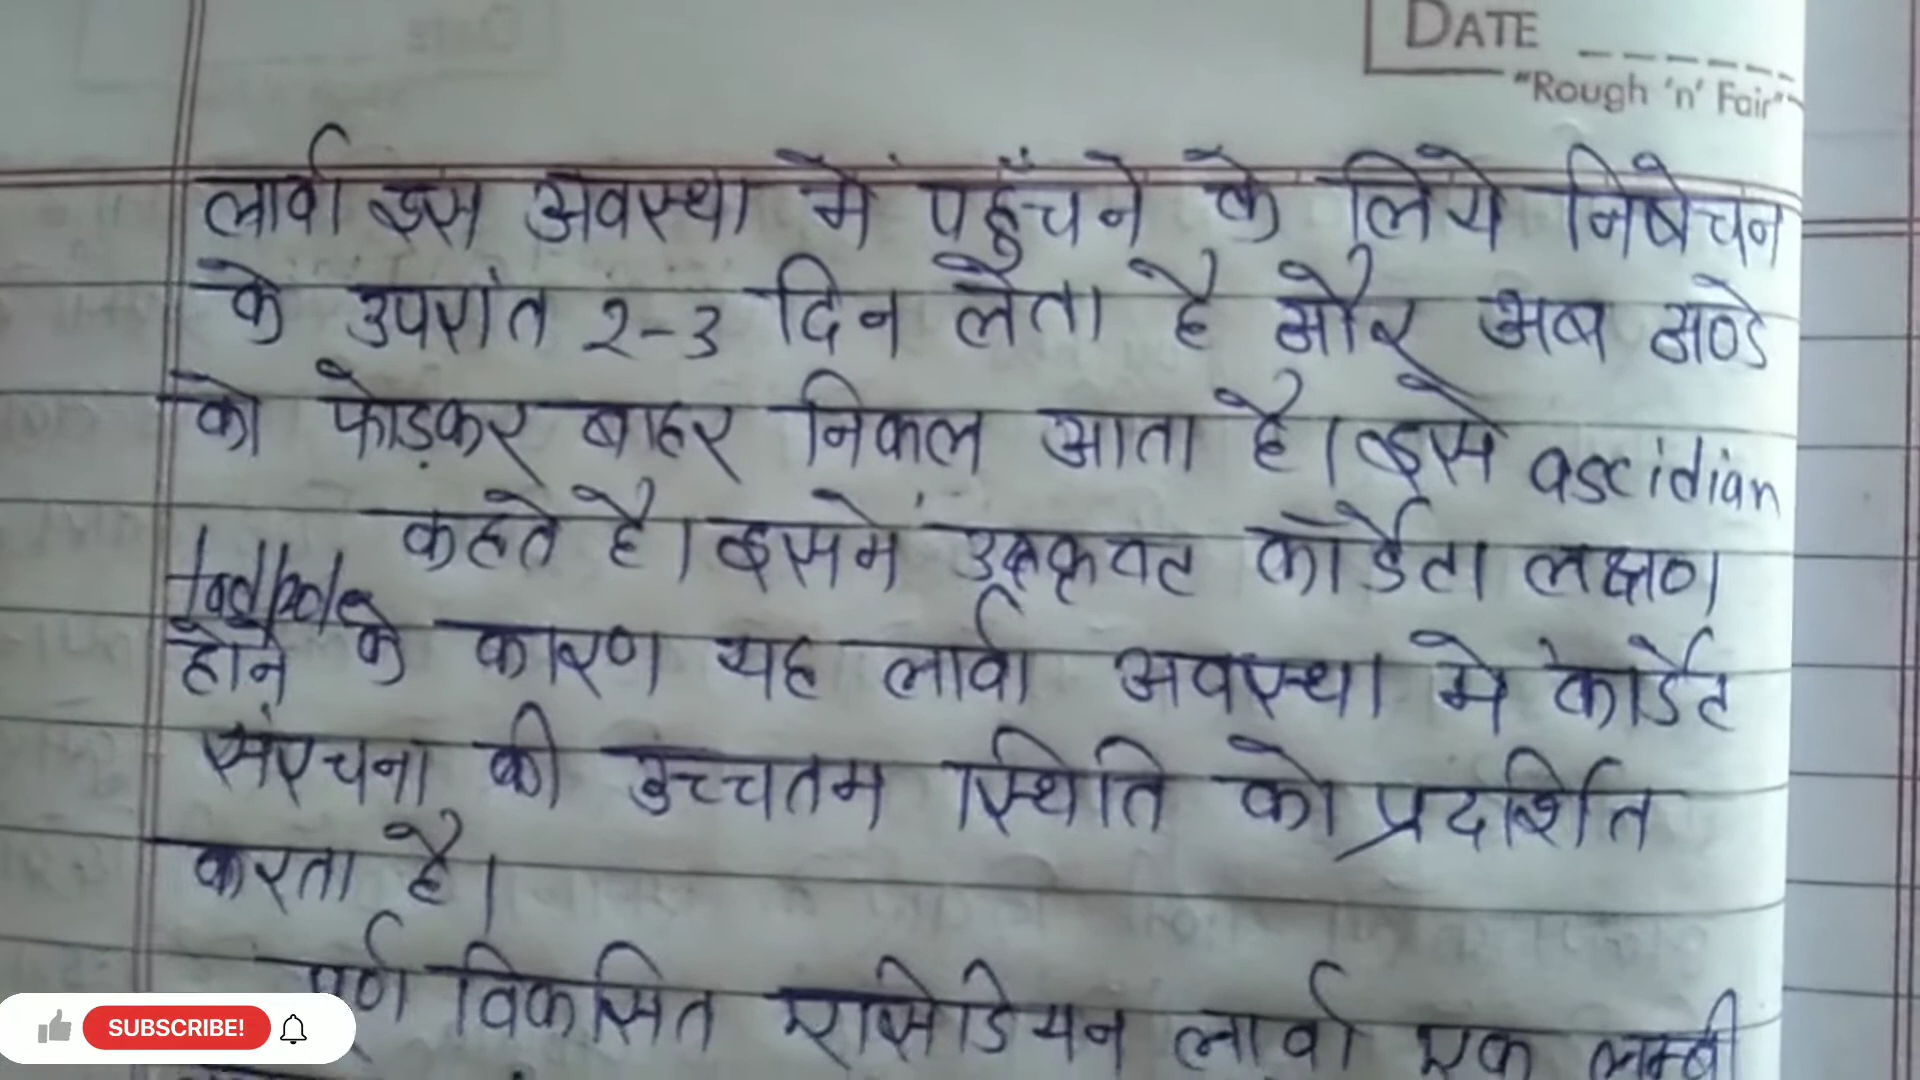 DATE
"Rough 'n' Fair"
लार्वा इस अवस्था में पहुँचने के लिये निषेचन
के उपरांत 2-3 दिन लेता है और अब अण्डे
को फोड़कर बाहर निकल आता है। इसे ascidian
tadpole कहते है। इसमें कॉर्डेटा लक्षण
होने के कारण यह लार्वा अवस्था मे कोर्डेट
संरचना की उच्चतम स्थिति को प्रदर्शित
करता है।
पूर्ण विकसित एसिडियन लार्वा एक लम्बी
SUBSCRIBE!